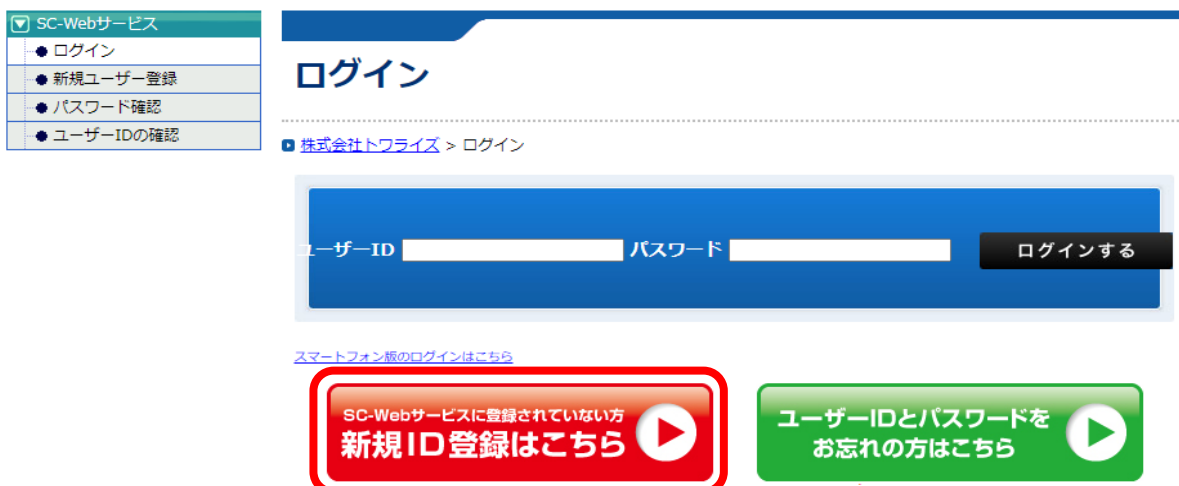 SC-Webサービス
ログイン
新規ユーザー登録
パスワード確認
ユーザーIDの確認
ログイン
株式会社トワライズ > ログイン
ユーザーID パスワード ログインする
スマートフォン版のログインはこちら
SC-Webサービスに登録されていない方
新規ID登録はこちら
ユーザーIDとパスワードを
お忘れの方はこちら